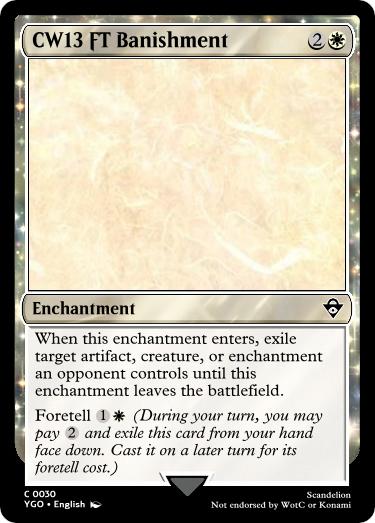 CW13 FT Banishment 2
Enchantment
When this enchantment enters, exile
target artifact, creature, or enchantment
an opponent controls until this
enchantment leaves the battlefield.
Foretell 1 (During your turn, you may
pay 2 and exile this card from your hand
face down. Cast it on a later turn for its
foretell cost.)
C 0030
YGO • English
Scandelion
Not endorsed by WotC or Konami